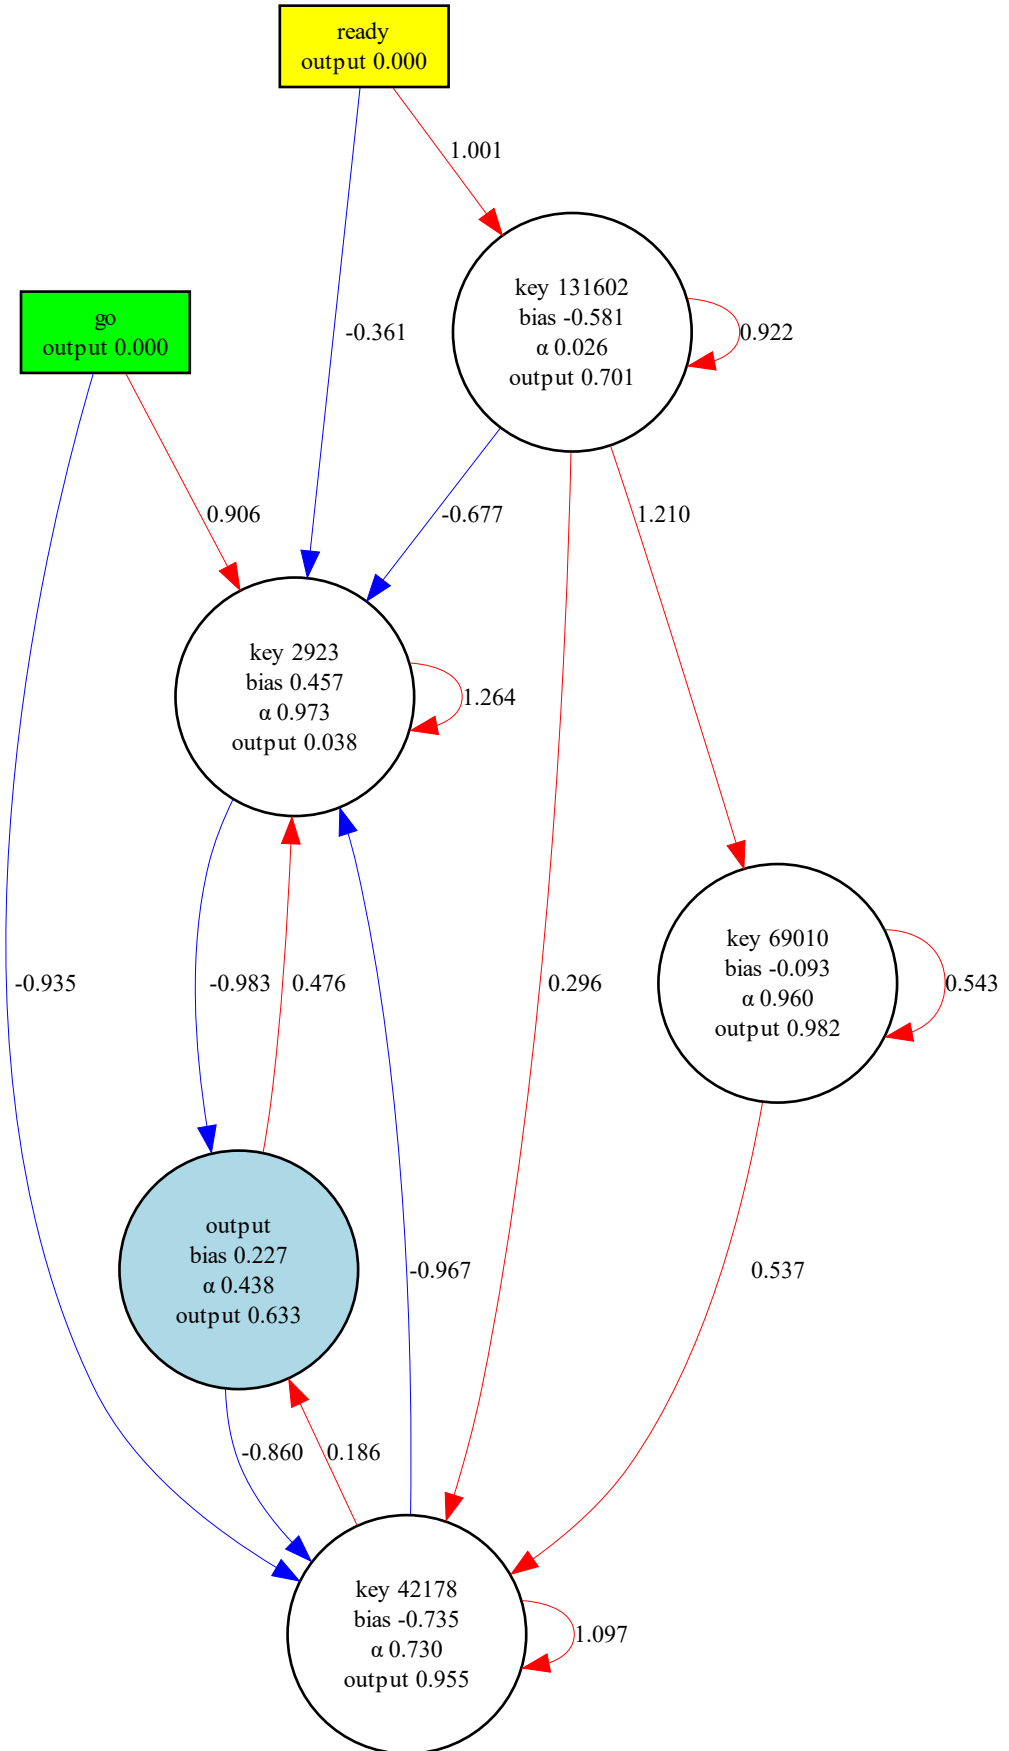 ready
output 0.000
1.001
key 131602
bias -0.581
α 0.026
output 0.701
0.922
go
output 0.000
-0.361
0.906
-0.677
1.210
key 2923
bias 0.457
α 0.973
output 0.038
1.264
-0.935
-0.983
0.476
0.296
key 69010
bias -0.093
α 0.960
output 0.982
0.543
output
bias 0.227
α 0.438
output 0.633
-0.967
0.537
-0.860
0.186
key 42178
bias -0.735
α 0.730
output 0.955
1.097